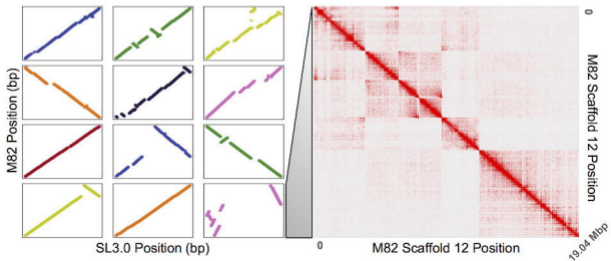 M82 Position (bp)
SL3.0 Position (bp)
0
M82 Scaffold 12 Position
0
M82 Scaffold 12 Position
19.04 Mbp